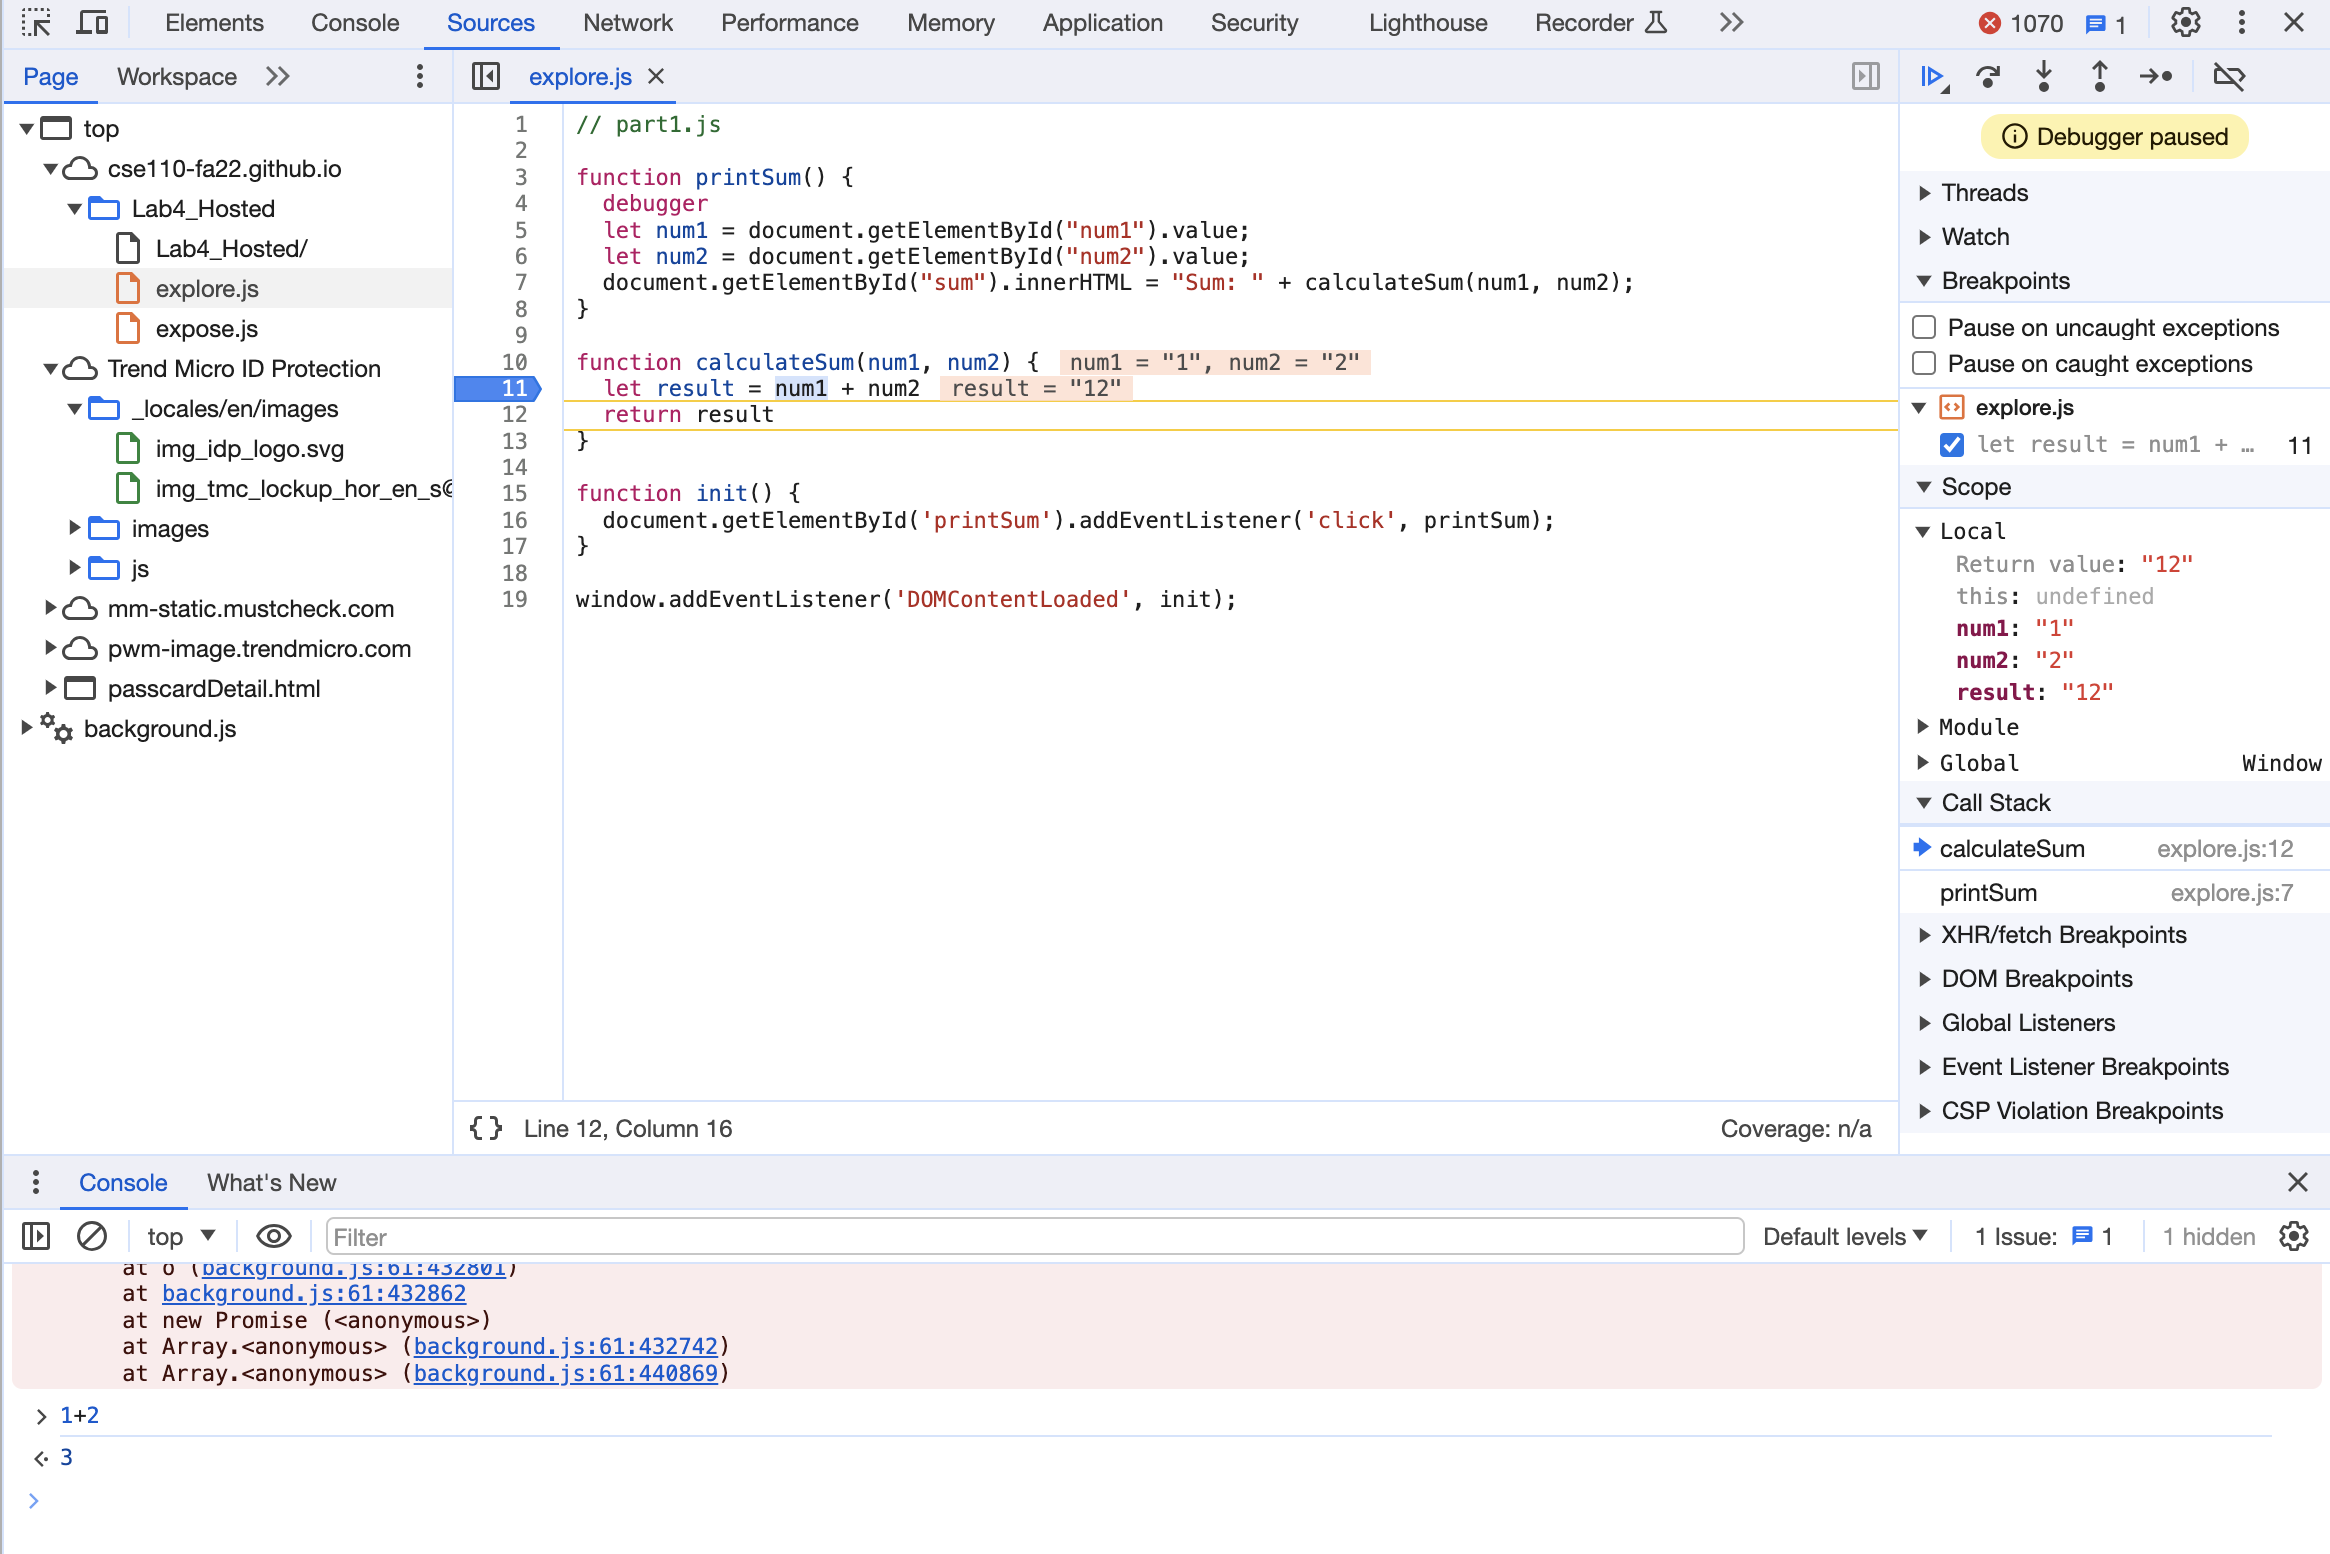 Elements Console Sources Network Performance Memory Application Security Lighthouse Recorder 1070 1
Page Workspace
explore.js
Debugger paused
top
cse110-fa22.github.io
Lab4_Hosted
Lab4_Hosted/
explore.js
expose.js
Trend Micro ID Protection
_locales/en/images
img_idp_logo.svg
img_tmc_lockup_hor_en_s@
images
js
mm-static.mustcheck.com
pwm-image.trendmicro.com
passcardDetail.html
background.js
1 // part1.js
2
3 function printSum() {
4 debugger
5 let num1 = document.getElementById("num1").value;
6 let num2 = document.getElementById("num2").value;
7 document.getElementById("sum").innerHTML = "Sum: " + calculateSum(num1, num2);
8 }
9
10 function calculateSum(num1, num2) { num1 = "1", num2 = "2"
11 let result = num1 + num2 result = "12"
12 return result
13 }
14
15 function init() {
16 document.getElementById('printSum').addEventListener('click', printSum);
17 }
18
19 window.addEventListener('DOMContentLoaded', init);
{} Line 12, Column 16 Coverage: n/a
Threads
Watch
Breakpoints
Pause on uncaught exceptions
Pause on caught exceptions
explore.js
let result = num1 + … 11
Scope
Local
Return value: "12"
this: undefined
num1: "1"
num2: "2"
result: "12"
Module
Global Window
Call Stack
calculateSum explore.js:12
printSum explore.js:7
XHR/fetch Breakpoints
DOM Breakpoints
Global Listeners
Event Listener Breakpoints
CSP Violation Breakpoints
Console What's New
top Filter Default levels 1 Issue: 1 1 hidden
at o (background.js:61:432801)
at background.js:61:432862
at new Promise (<anonymous>)
at Array.<anonymous> (background.js:61:432742)
at Array.<anonymous> (background.js:61:440869)
> 1+2
3
>